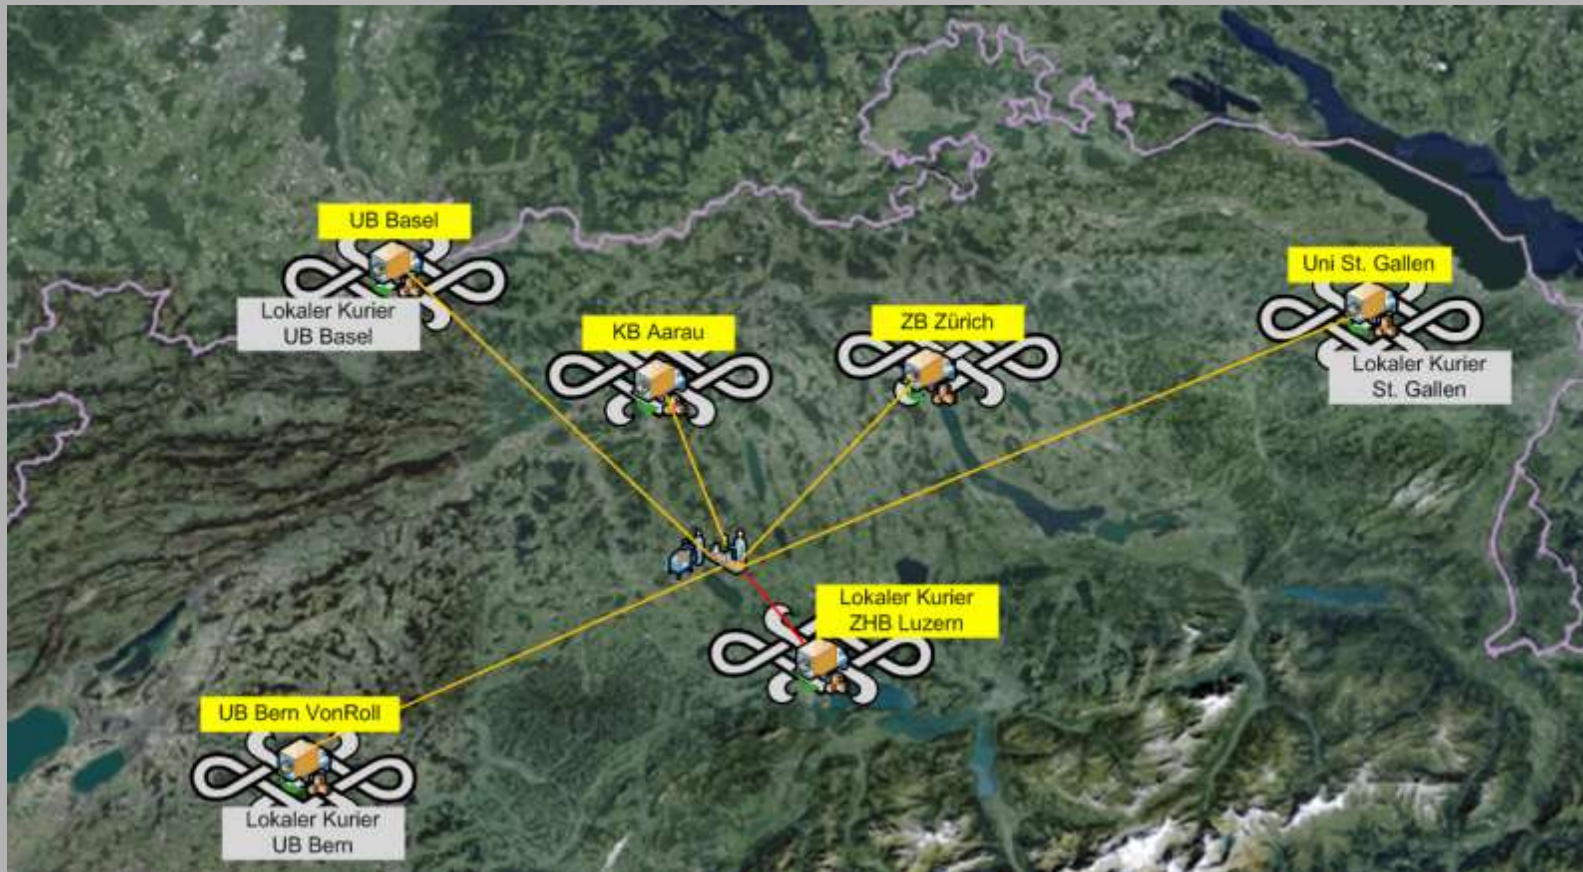 UB Basel
Lokaler Kurier
UB Basel
KB Aarau
ZB Zürich
Uni St. Gallen
Lokaler Kurier
St. Gallen
Lokaler Kurier
ZHB Luzern
UB Bern VonRoll
Lokaler Kurier
UB Bern